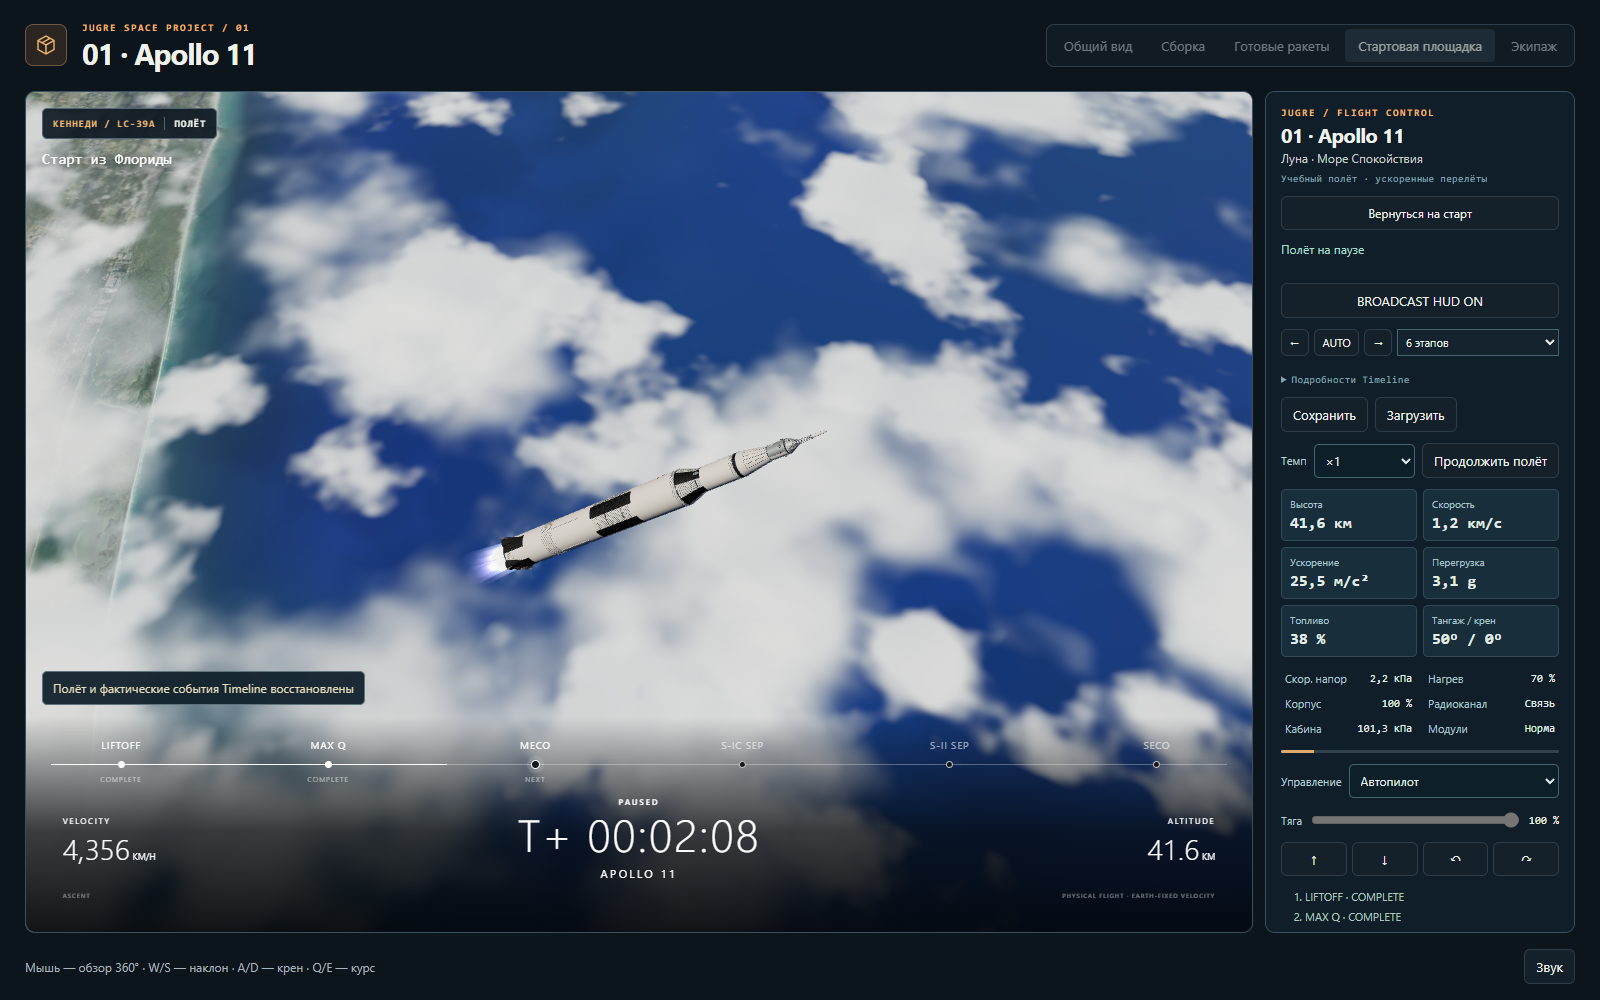 JUGRE SPACE PROJECT / 01
01 · Apollo 11
Общий вид
Сборка
Готовые ракеты
Стартовая площадка
Экипаж
КЕННЕДИ / LC-39A | ПОЛЁТ
Старт из Флориды
Полёт и фактические события Timeline восстановлены
LIFTOFF
MAX Q
MECO
S-IC SEP
S-II SEP
SECO
COMPLETE
COMPLETE
NEXT
PAUSED
T+ 00:02:08
APOLLO 11
VELOCITY
4,356 КМ/Н
ASCENT
ALTITUDE
41.6 КМ
PHYSICAL FLIGHT · EARTH-FIXED VELOCITY
JUGRE / FLIGHT CONTROL
01 · Apollo 11
Луна · Море Спокойствия
Учебный полёт · ускоренные перелёты
Вернуться на старт
Полёт на паузе
BROADCAST HUD ON
← AUTO → 6 этапов
▶ Подробности Timeline
Сохранить Загрузить
Темп ×1 Продолжить полёт
Высота
41,6 км
Скорость
1,2 км/с
Ускорение
25,5 м/с²
Перегрузка
3,1 g
Топливо
38 %
Тангаж / крен
50° / 0°
Скор. напор 2,2 кПа Нагрев 70 %
Корпус 100 % Радиоканал Связь
Кабина 101,3 кПа Модули Норма
Управление Автопилот
Тяга 100 %
↑ ↓ ↶ ↷
1. LIFTOFF · COMPLETE
2. MAX Q · COMPLETE
Мышь — обзор 360° · W/S — наклон · A/D — крен · Q/E — курс
Звук